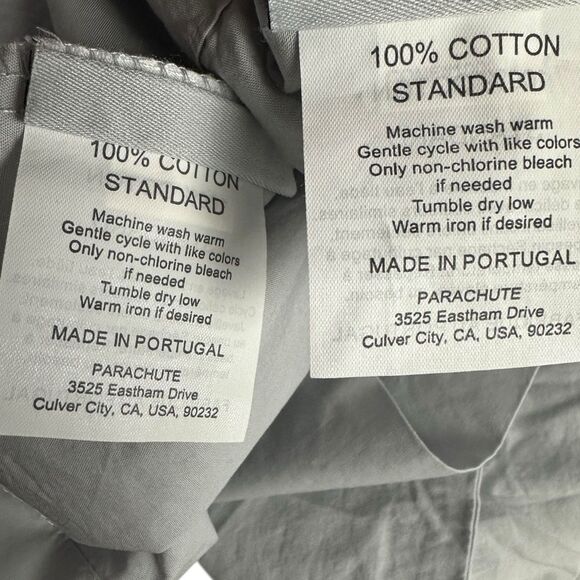 100% COTTON
STANDARD
Machine wash warm
Gentle cycle with like colors
Only non-chlorine bleach
if needed
Tumble dry low
Warm iron if desired
MADE IN PORTUGAL
PARACHUTE
3525 Eastham Drive
Culver City, CA, USA, 90232
100% COTTON
STANDARD
Machine wash warm
Gentle cycle with like colors
Only non-chlorine bleach
if needed
Tumble dry low
Warm iron if desired
MADE IN PORTUGAL
PARACHUTE
3525 Eastham Drive
Culver City, CA, USA, 90232